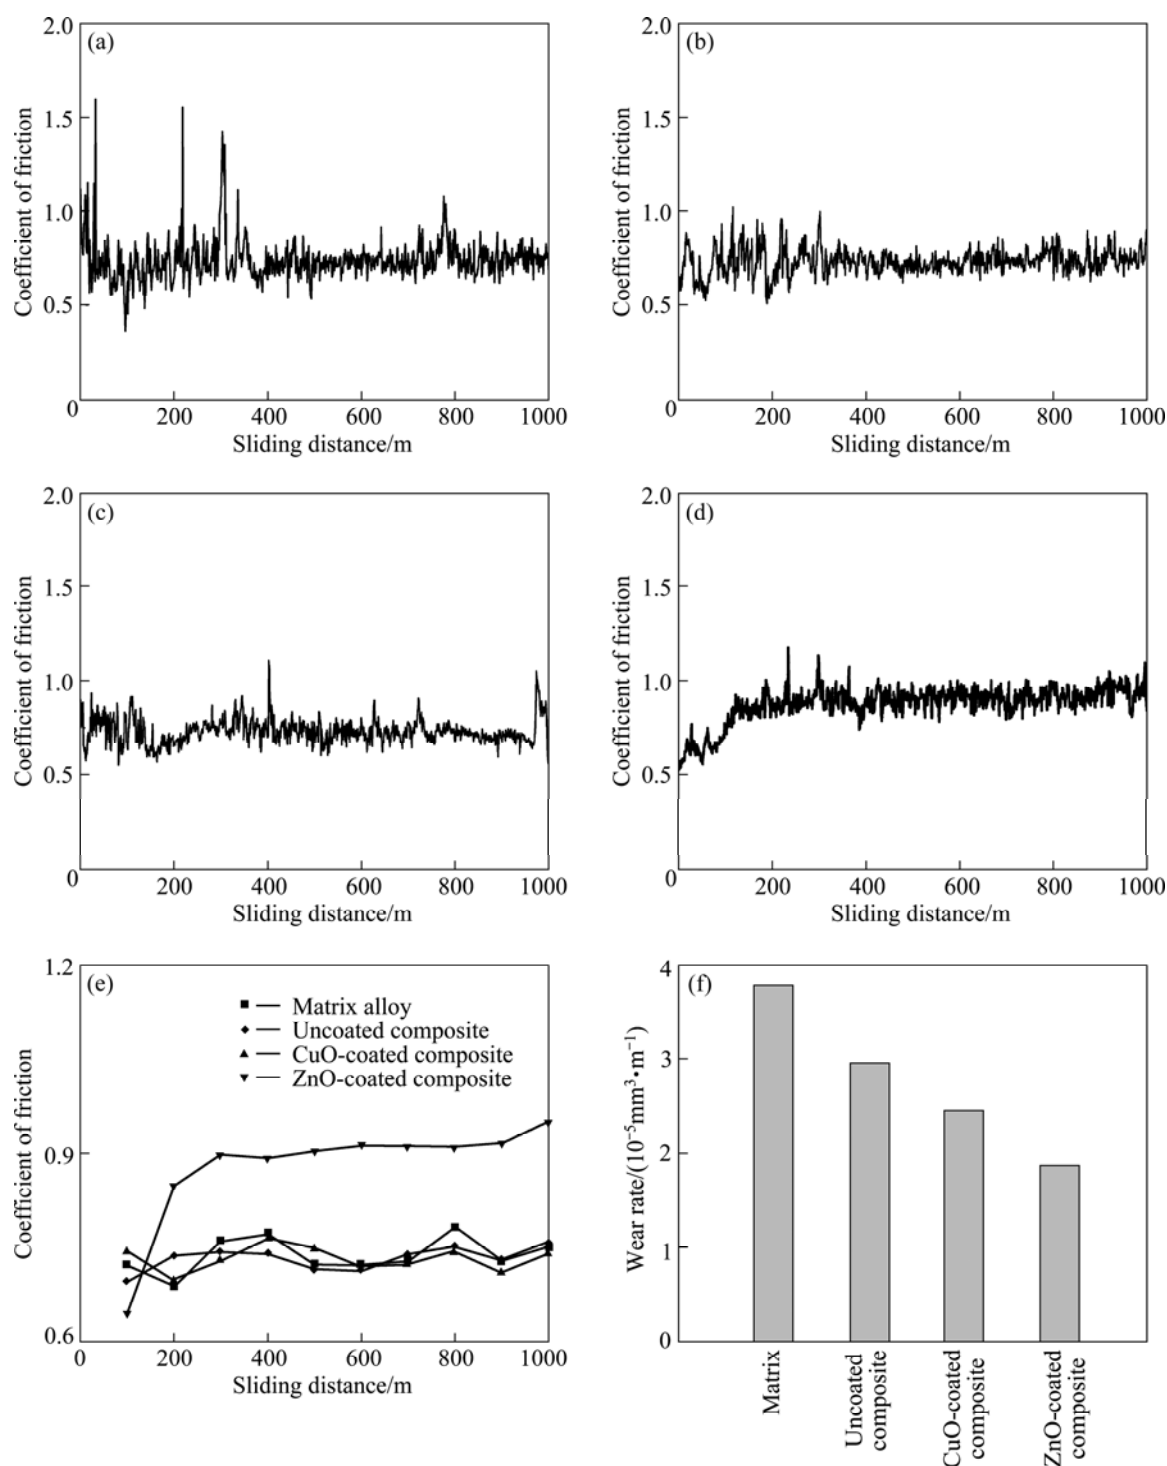 (a)
2.0
1.5
1.0
0.5
0
200
400
600
800
1000
Coefficient of friction
Sliding distance/m
(b)
2.0
1.5
1.0
0.5
0
200
400
600
800
1000
Coefficient of friction
Sliding distance/m
(c)
2.0
1.5
1.0
0.5
0
200
400
600
800
1000
Coefficient of friction
Sliding distance/m
(d)
2.0
1.5
1.0
0.5
0
200
400
600
800
1000
Coefficient of friction
Sliding distance/m
(e)
1.2
0.9
0.6
0
200
400
600
800
1000
Coefficient of friction
Sliding distance/m
Matrix alloy
Uncoated composite
CuO-coated composite
ZnO-coated composite
(f)
4
3
2
1
0
Wear rate/(10⁻⁵mm³•m⁻¹)
Matrix
Uncoated
composite
CuO-coated
composite
ZnO-coated
composite